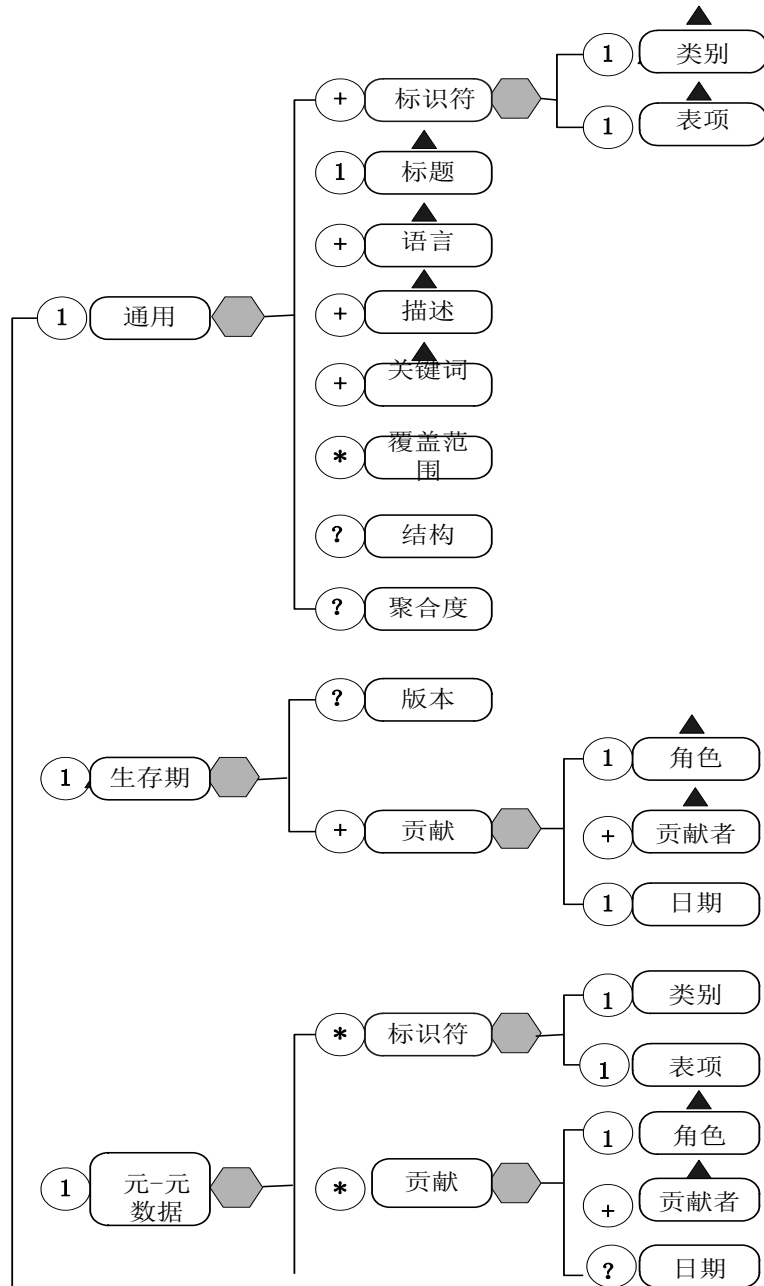 1 类别
+ 标识符
1 表项
1 标题
+ 语言
+ 描述
1 通用
+ 关键词
* 覆盖范
围
? 结构
? 聚合度
? 版本
1 角色
1 生存期
+ 贡献
+ 贡献者
1 日期
1 类别
* 标识符
1 表项
1 角色
1 元-元
数据
* 贡献
+ 贡献者
? 日期